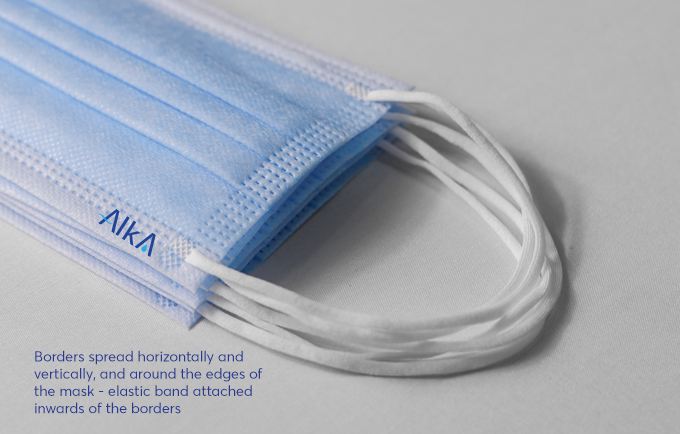 AlkA
Borders spread horizontally and
vertically, and around the edges of
the mask - elastic band attached
inwards of the borders